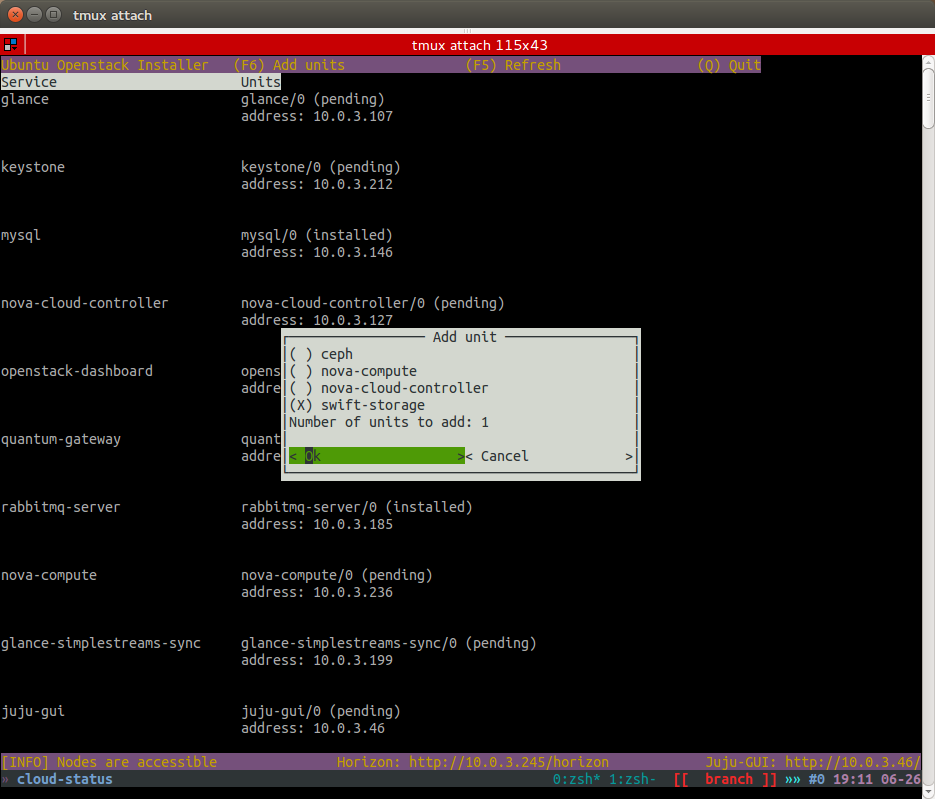 tmux attach
tmux attach 115x43
Ubuntu Openstack Installer (F6) Add units (F5) Refresh (Q) Quit
Service Units
glance glance/0 (pending)
address: 10.0.3.107
keystone keystone/0 (pending)
address: 10.0.3.212
mysql mysql/0 (installed)
address: 10.0.3.146
nova-cloud-controller nova-cloud-controller/0 (pending)
address: 10.0.3.127
Add unit
( ) ceph
openstack-dashboard opens ( ) nova-compute
addre ( ) nova-cloud-controller
(X) swift-storage
Number of units to add: 1
quantum-gateway quant
addre < Ok >< Cancel >
rabbitmq-server rabbitmq-server/0 (installed)
address: 10.0.3.185
nova-compute nova-compute/0 (pending)
address: 10.0.3.236
glance-simplestreams-sync glance-simplestreams-sync/0 (pending)
address: 10.0.3.199
juju-gui juju-gui/0 (pending)
address: 10.0.3.46
[INFO] Nodes are accessible Horizon: http://10.0.3.245/horizon Juju-GUI: http://10.0.3.46/
» cloud-status 0:zsh* 1:zsh- [[ branch ]] »» #0 19:11 06-26